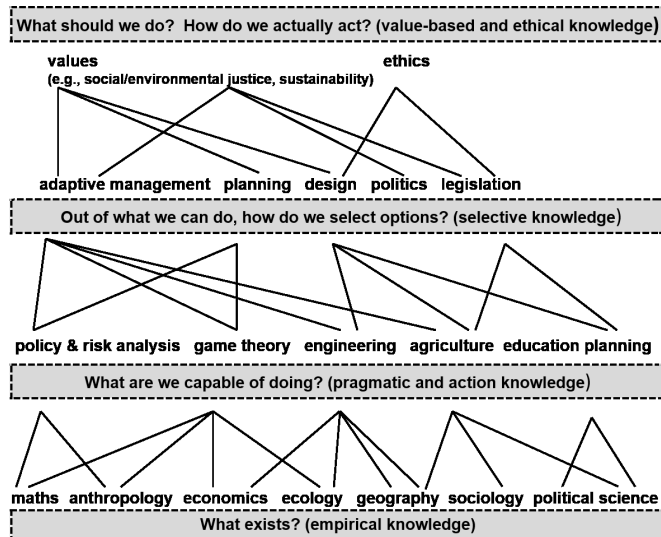 What should we do? How do we actually act? (value-based and ethical knowledge)
values ethics
(e.g., social/environmental justice, sustainability)
adaptive management planning design politics legislation
Out of what we can do, how do we select options? (selective knowledge)
policy & risk analysis game theory engineering agriculture education planning
What are we capable of doing? (pragmatic and action knowledge)
maths anthropology economics ecology geography sociology political science
What exists? (empirical knowledge)